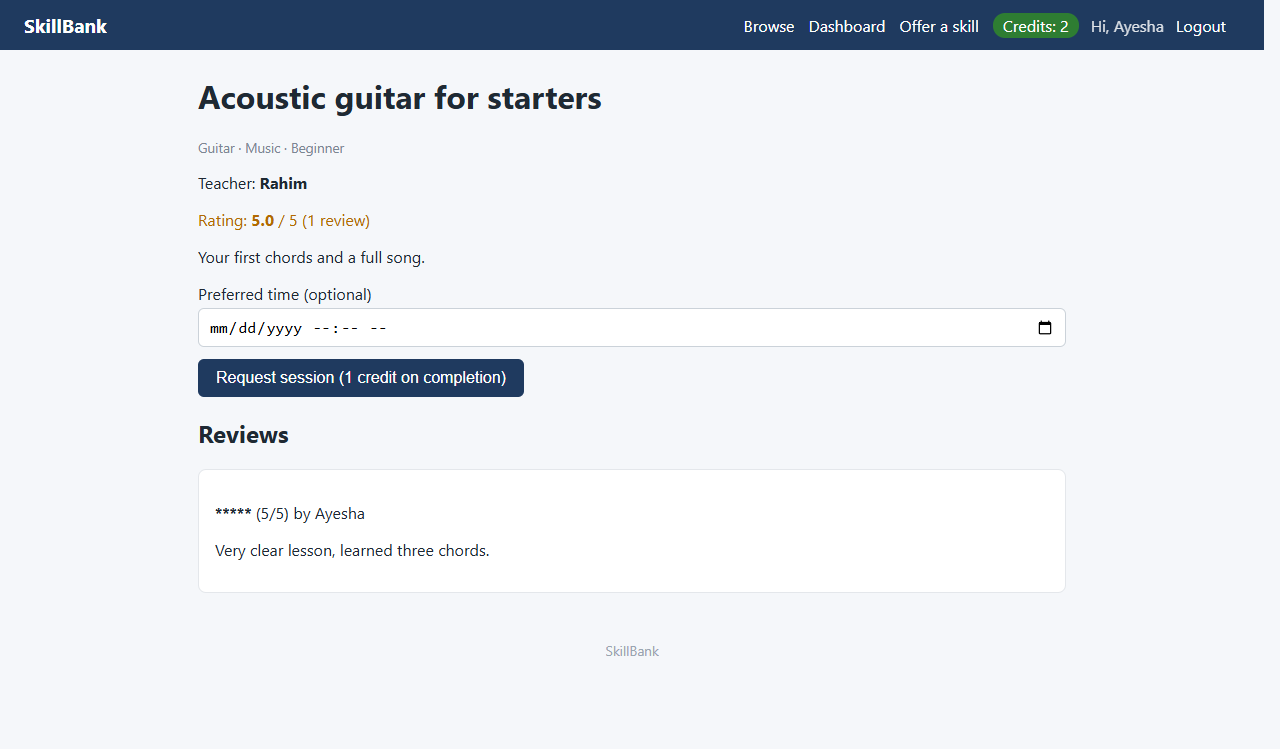 SkillBank
Browse Dashboard Offer a skill Credits: 2 Hi, Ayesha Logout
Acoustic guitar for starters
Guitar · Music · Beginner
Teacher: Rahim
Rating: 5.0 / 5 (1 review)
Your first chords and a full song.
Preferred time (optional)
mm/dd/yyyy --:-- --
Request session (1 credit on completion)
Reviews
***** (5/5) by Ayesha
Very clear lesson, learned three chords.
SkillBank